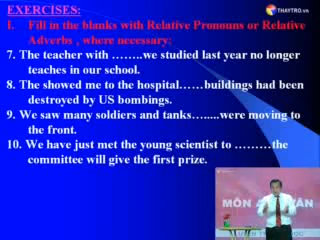 EXERCISES:
THAYTRO.vn
I. Fill in the blanks with Relative Pronouns or Relative
Adverbs , where necessary:
7. The teacher with ……..we studied last year no longer
teaches in our school.
8. The showed me to the hospital……buildings had been
destroyed by US bombings.
9. We saw many soldiers and tanks….....were moving to
the front.
10. We have just met the young scientist to ………the
committee will give the first prize.
MÔN
VĂN